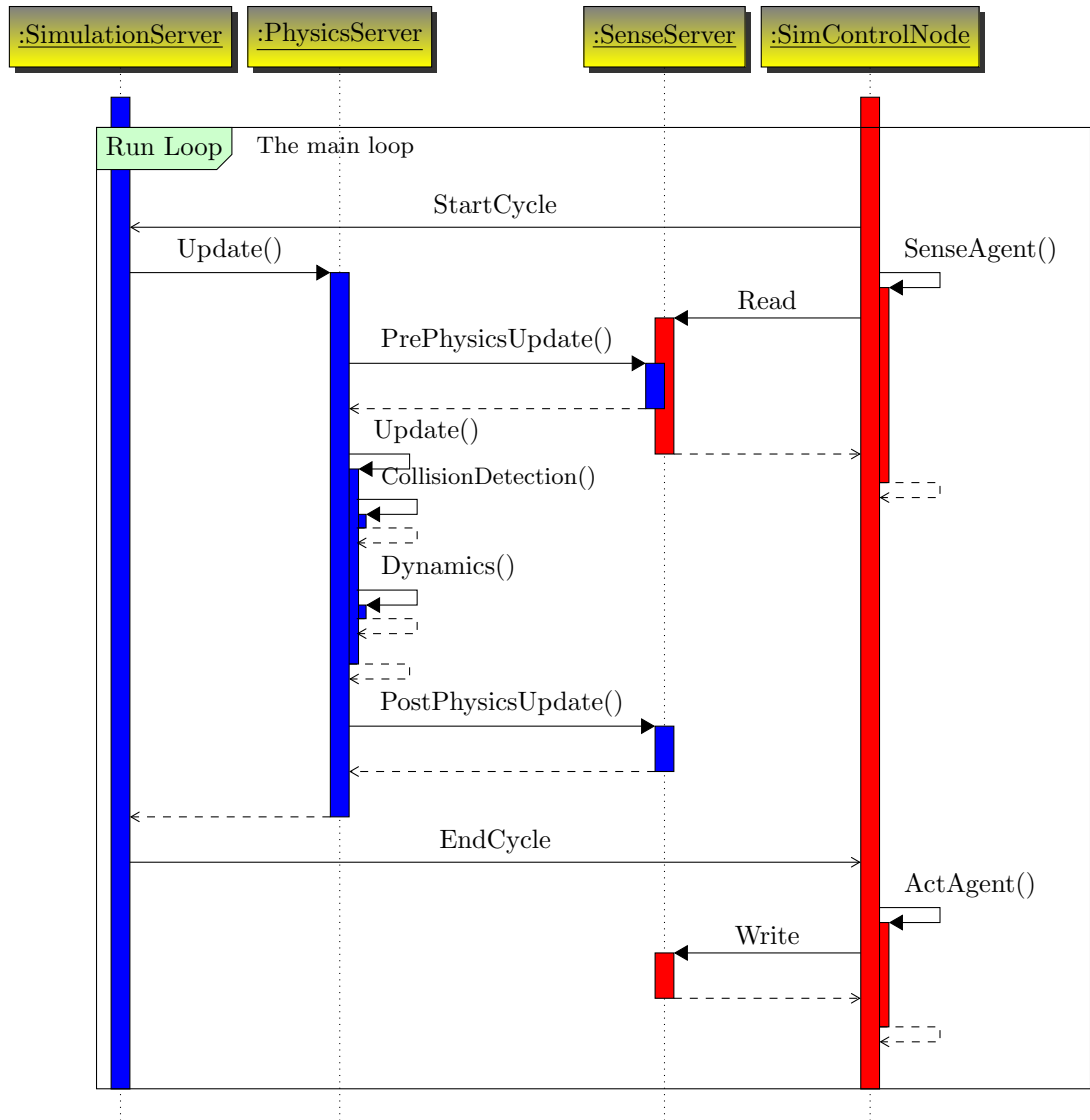 :SimulationServer
:PhysicsServer
:SenseServer
:SimControlNode
Run Loop
The main loop
StartCycle
Update()
SenseAgent()
Read
PrePhysicsUpdate()
Update()
CollisionDetection()
Dynamics()
PostPhysicsUpdate()
EndCycle
ActAgent()
Write